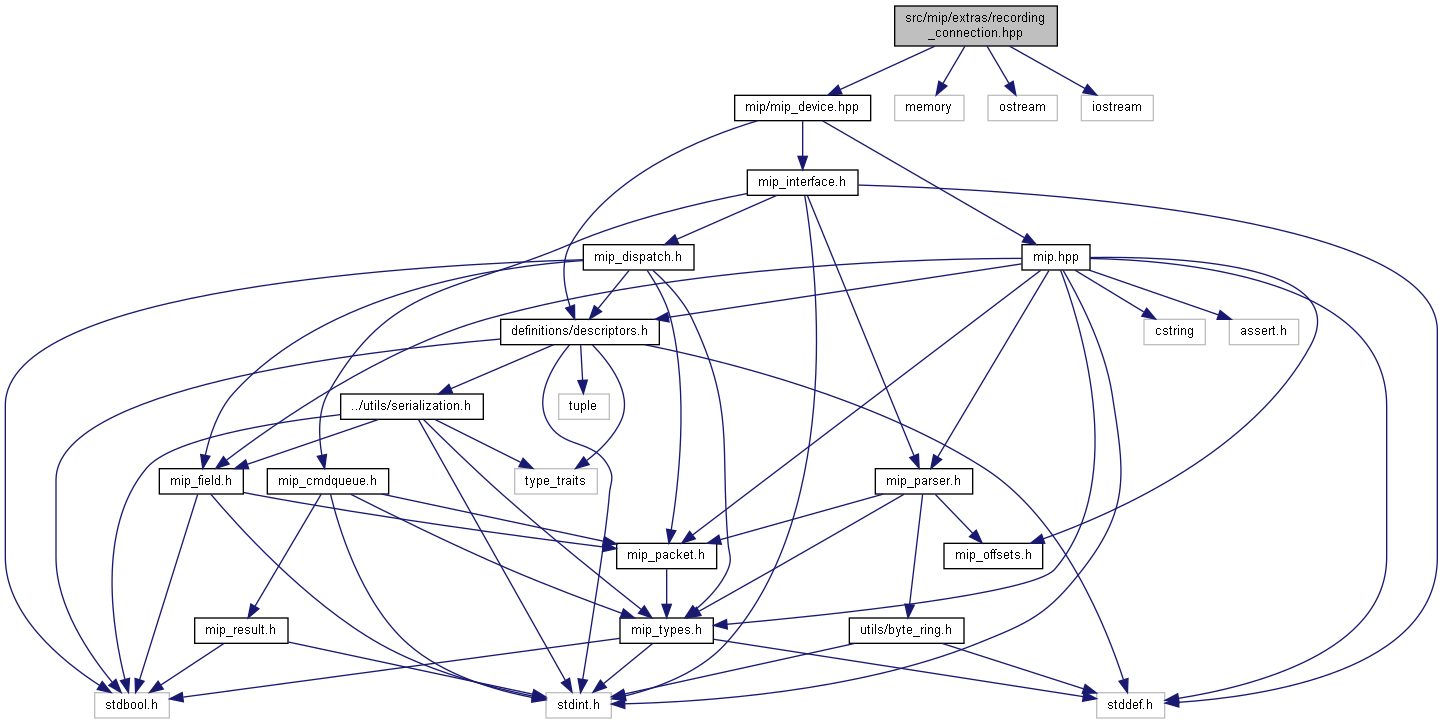 src/mip/extras/recording
_connection.hpp
mip/mip_device.hpp
memory
ostream
iostream
mip_interface.h
mip_dispatch.h
mip.hpp
definitions/descriptors.h
cstring
assert.h
../utils/serialization.h
tuple
mip_field.h
mip_cmdqueue.h
type_traits
mip_parser.h
mip_packet.h
mip_offsets.h
mip_result.h
mip_types.h
utils/byte_ring.h
stdbool.h
stdint.h
stddef.h